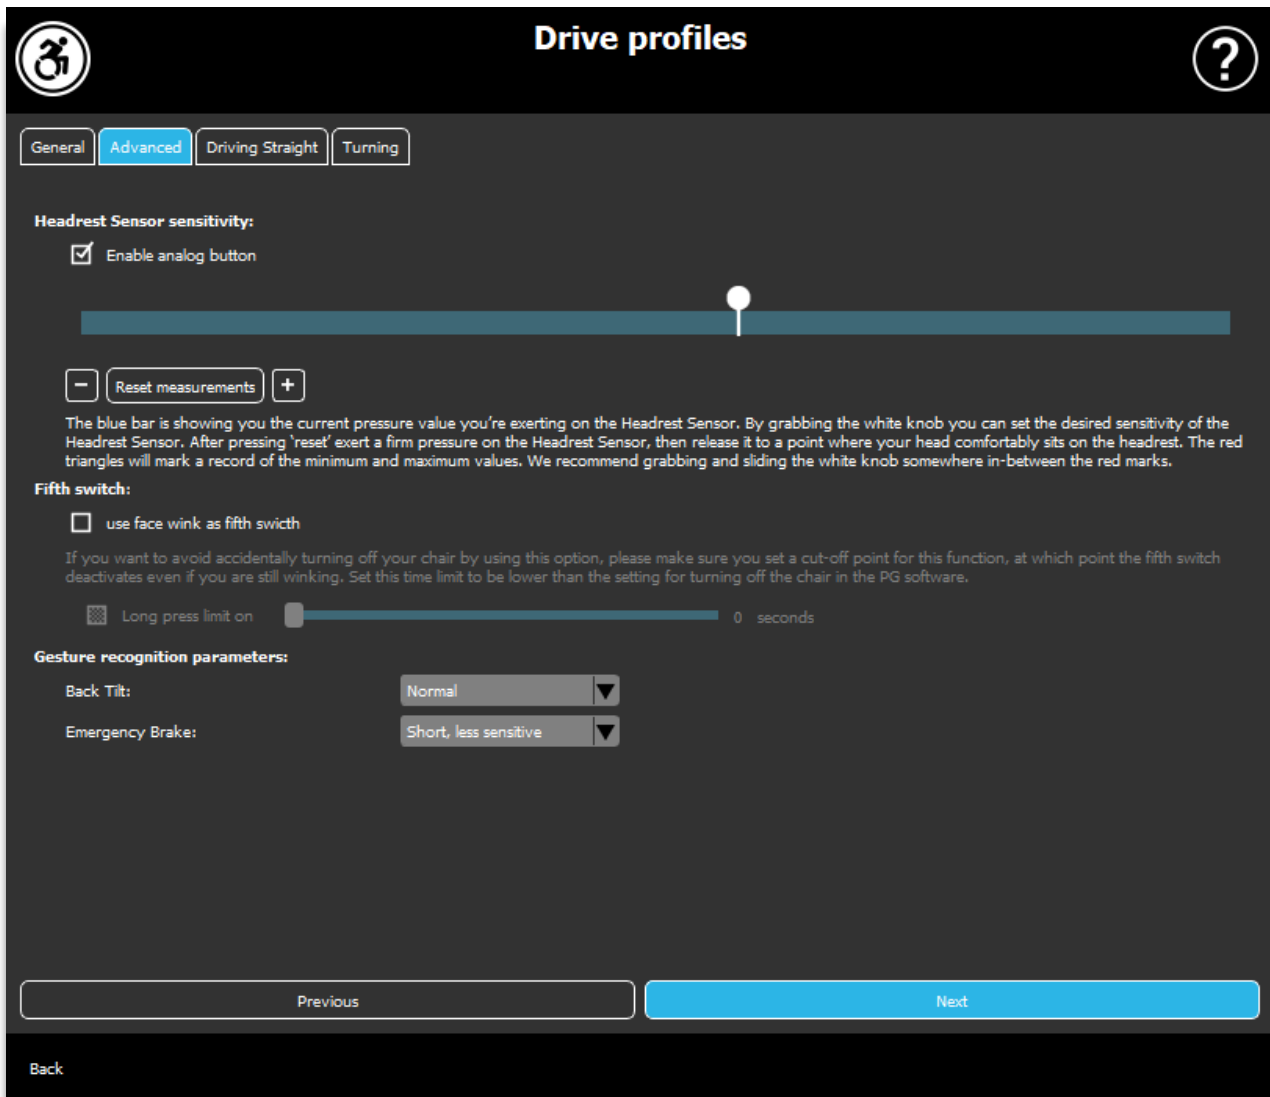 Drive profiles
?
General Advanced Driving Straight Turning
Headrest Sensor sensitivity:
Enable analog button
− Reset measurements +
The blue bar is showing you the current pressure value you're exerting on the Headrest Sensor. By grabbing the white knob you can set the desired sensitivity of the
Headrest Sensor. After pressing 'reset' exert a firm pressure on the Headrest Sensor, then release it to a point where your head comfortably sits on the headrest. The red
triangles will mark a record of the minimum and maximum values. We recommend grabbing and sliding the white knob somewhere in-between the red marks.
Fifth switch:
use face wink as fifth swicth
If you want to avoid accidentally turning off your chair by using this option, please make sure you set a cut-off point for this function, at which point the fifth switch
deactivates even if you are still winking. Set this time limit to be lower than the setting for turning off the chair in the PG software.
Long press limit on 0 seconds
Gesture recognition parameters:
Back Tilt: Normal
Emergency Brake: Short, less sensitive
Previous Next
Back